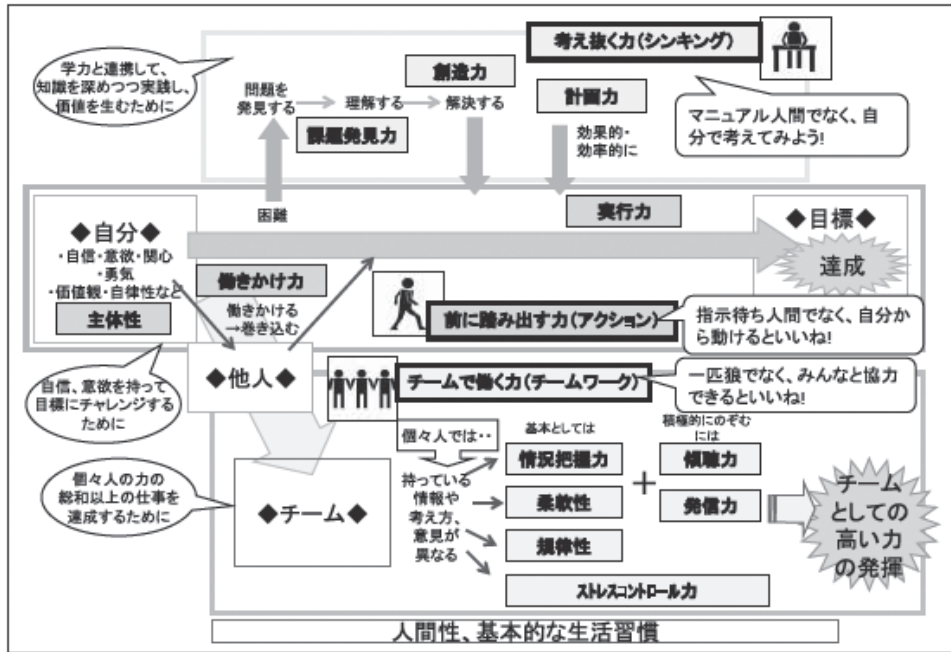 考え抜く力（シンキング）
学力と連携して、
知識を深めつつ実践し、
価値を生むために
問題を
発見する
理解する
解決する
創造力
課題発見力
計画力
効果的・
効率的に
マニュアル人間でなく、自
分で考えてみよう!
困難
実行力
◆自分◆
・自信・意欲・関心
・勇気
・価値観・自律性など
主体性
働きかけ力
働きかける
→巻き込む
◆目標◆
達成
前に踏み出す力（アクション）
指示待ち人間でなく、自分か
ら動けるといいね!
自信、意欲を持って
目標にチャレンジする
ために
◆他人◆
チームで働く力（チームワーク）
一匹狼でなく、みんなと協力
できるといいね!
個々人の力の
総和以上の仕事を
達成するために
◆チーム◆
個々人では・・
持っている
情報や
考え方、
意見が
異なる
基本としては
情況把握力
柔軟性
規律性
ストレスコントロール力
＋
積極的にのぞむ
には
傾聴力
発信力
チーム
としての
高い力
の発揮
人間性、基本的な生活習慣